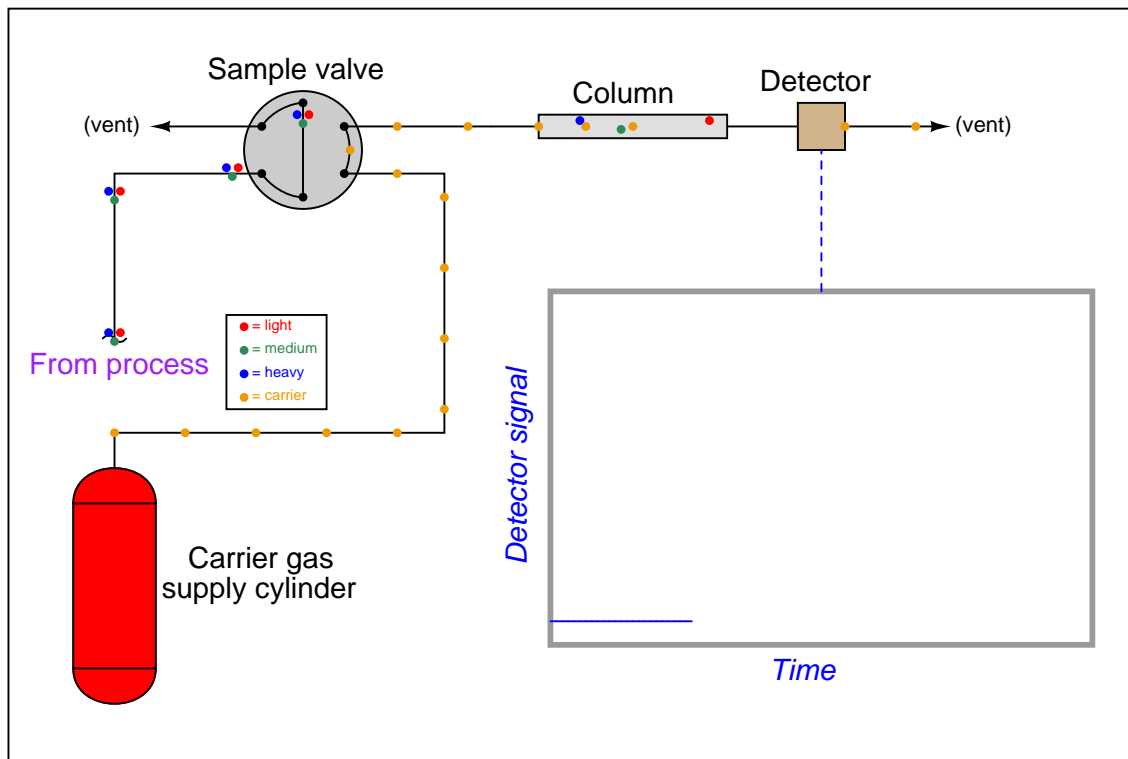 Sample valve
Column
Detector
(vent)
(vent)
= light
= medium
= heavy
= carrier
From process
Detector signal
Carrier gas
supply cylinder
Time